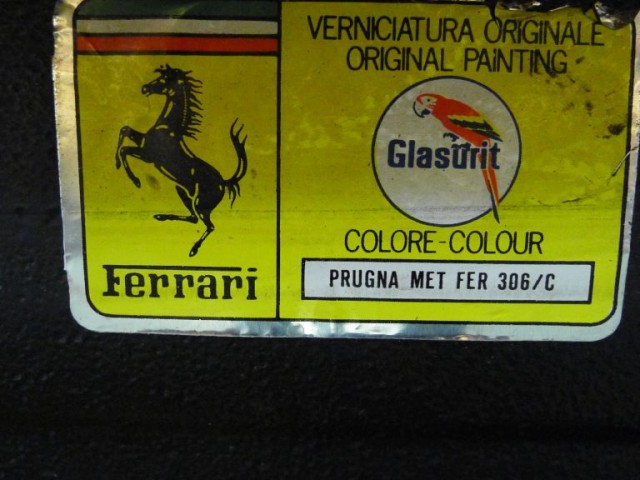 VERNICIATURA ORIGINALE
ORIGINAL PAINTING
Glasurit
COLORE-COLOUR
PRUGNA MET FER 306/C
Ferrari